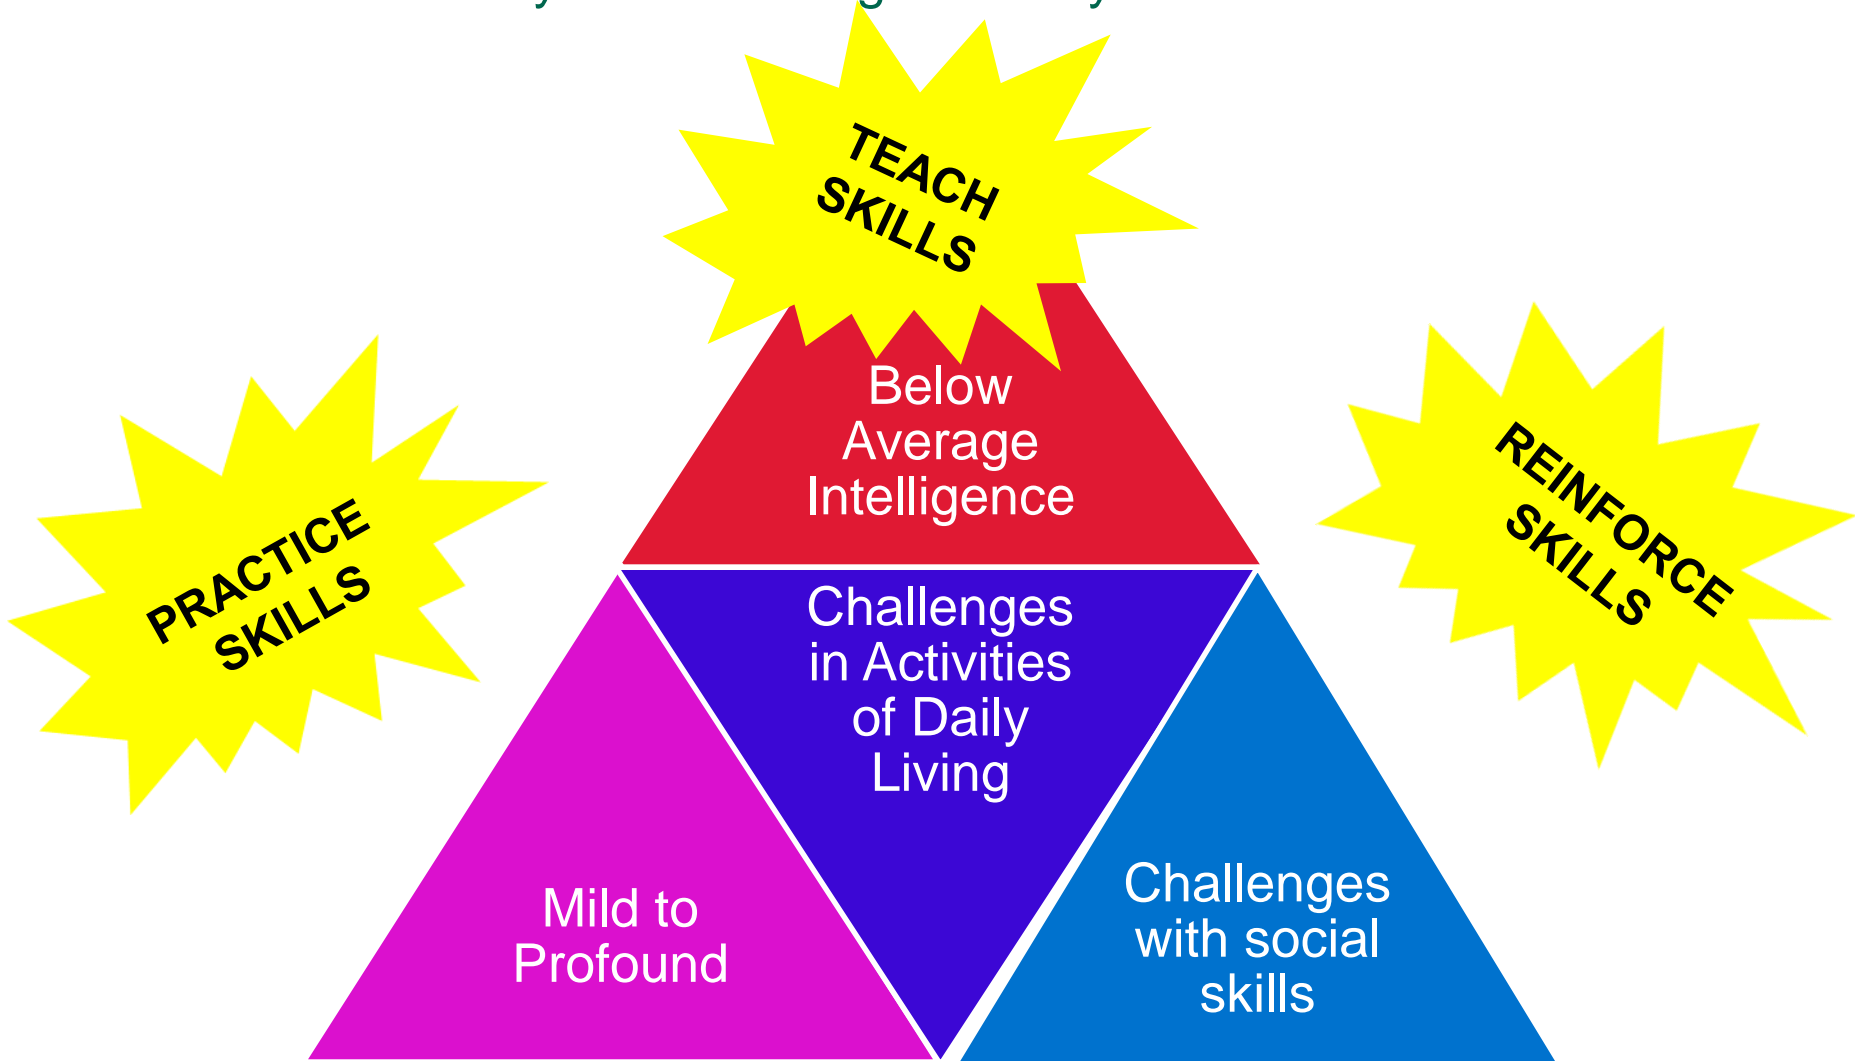 TEACH
SKILLS
Below
Average
Intelligence
PRACTICE
SKILLS
REINFORCE
SKILLS
Challenges
in Activities
of Daily
Living
Mild to
Profound
Challenges
with social
skills